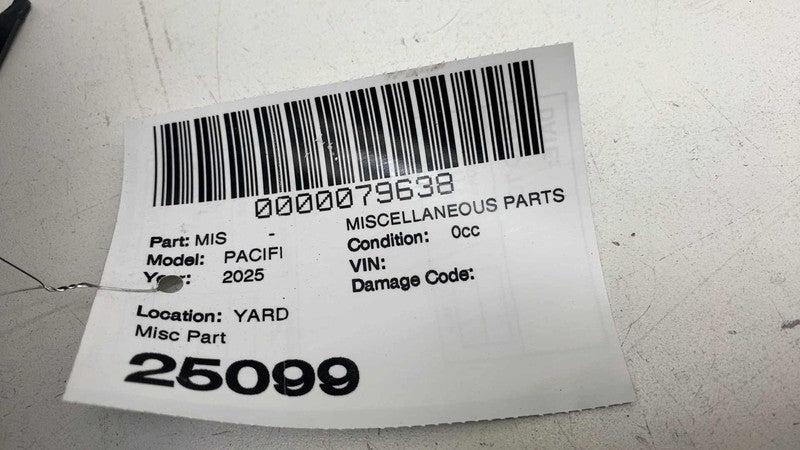 0000079638
MISCELLANEOUS PARTS
Part: MIS -
Condition: 0cc
Model: PACIFI
VIN:
Year: 2025
Damage Code:
Location: YARD
Misc Part
25099